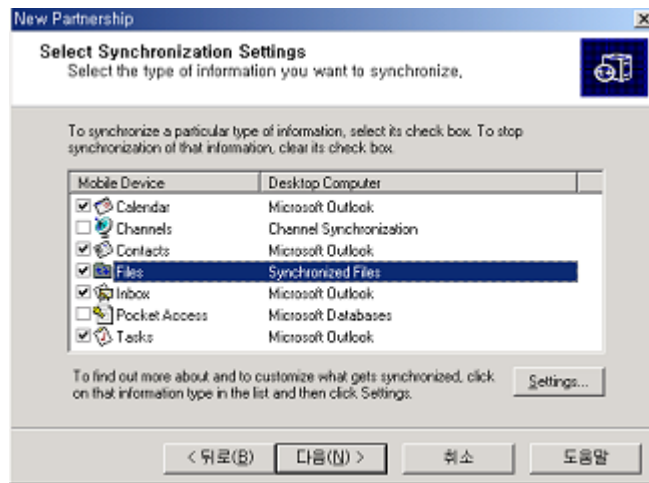 New Partnership
Select Synchronization Settings
Select the type of information you want to synchronize,
To synchronize a particular type of information, select its check box. To stop
synchronization of that information, clear its check box.
Mobile Device Desktop Computer
Calendar Microsoft Outlook
Channels Channel Synchronization
Contacts Microsoft Outlook
Files Synchronized Files
Inbox Microsoft Outlook
Pocket Access Microsoft Databases
Tasks Microsoft Outlook
To find out more about and to customize what gets synchronized, click
on that information type in the list and then click Settings.
Settings...
< 뒤로(B) 다음(N) > 취소 도움말